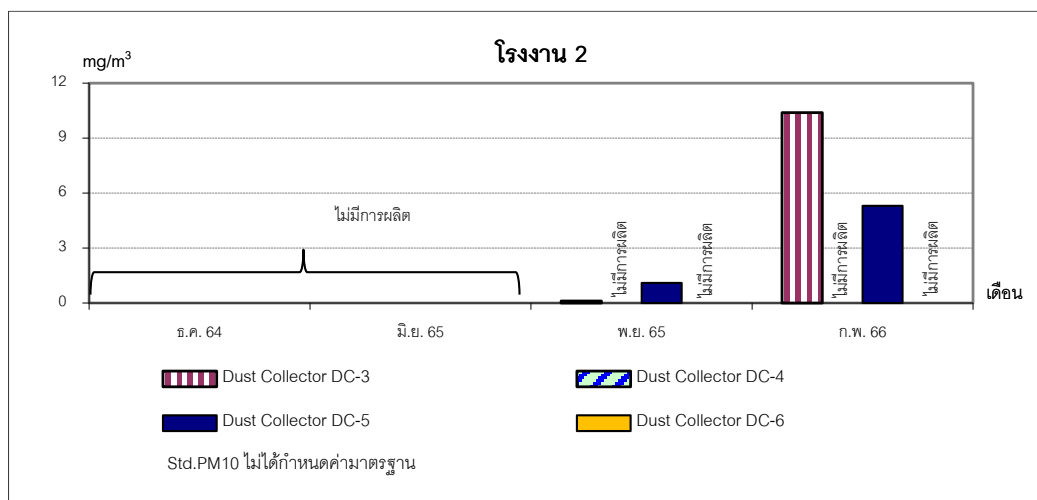 โรงงาน 2
mg/m³
12
9
6
3
0
ไม่มีการผลิต
ไม่มีการผลิต
ไม่มีการผลิต
ไม่มีการผลิต
ไม่มีการผลิต
เดือน
ธ.ค. 64 มิ.ย. 65 พ.ย. 65 ก.พ. 66
Dust Collector DC-3 Dust Collector DC-4
Dust Collector DC-5 Dust Collector DC-6
Std.PM10 ไม่ได้กำหนดค่ามาตรฐาน